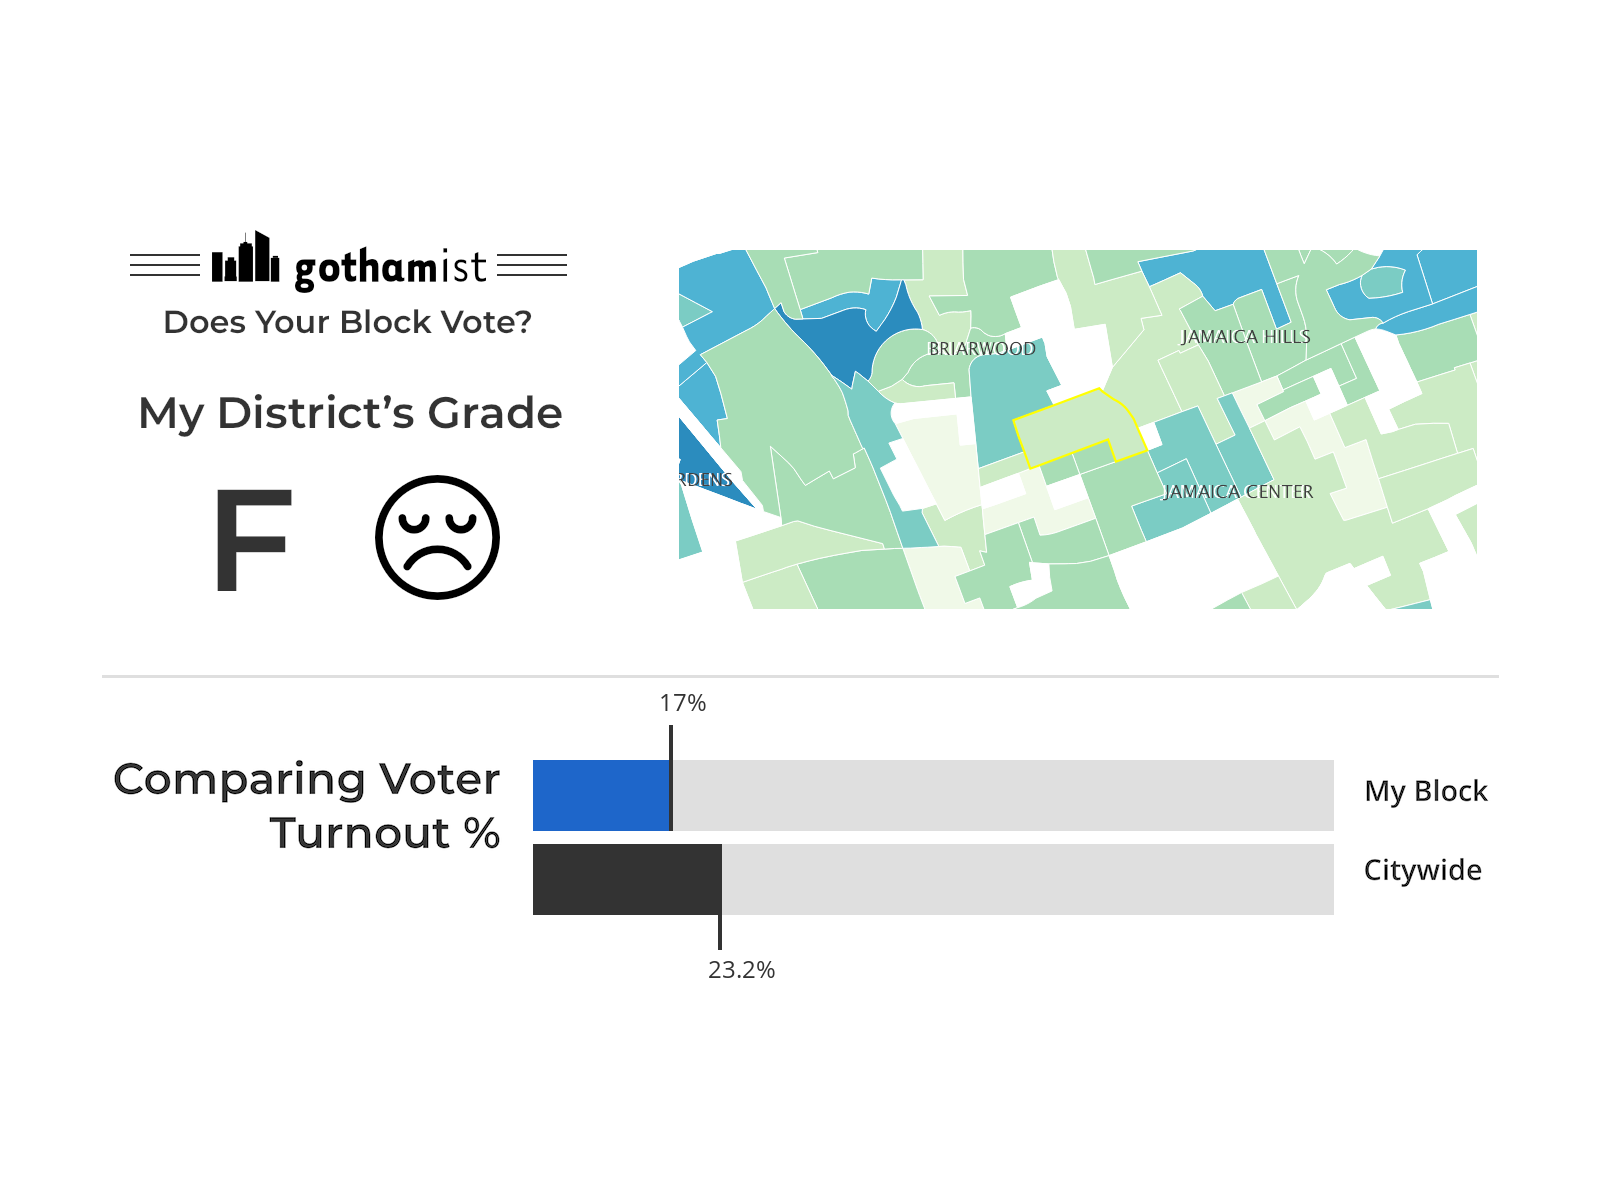 gothamist
Does Your Block Vote?
My District’s Grade
F
BRIARWOOD
JAMAICA HILLS
RDENS
JAMAICA CENTER
17%
Comparing Voter
Turnout %
My Block
Citywide
23.2%